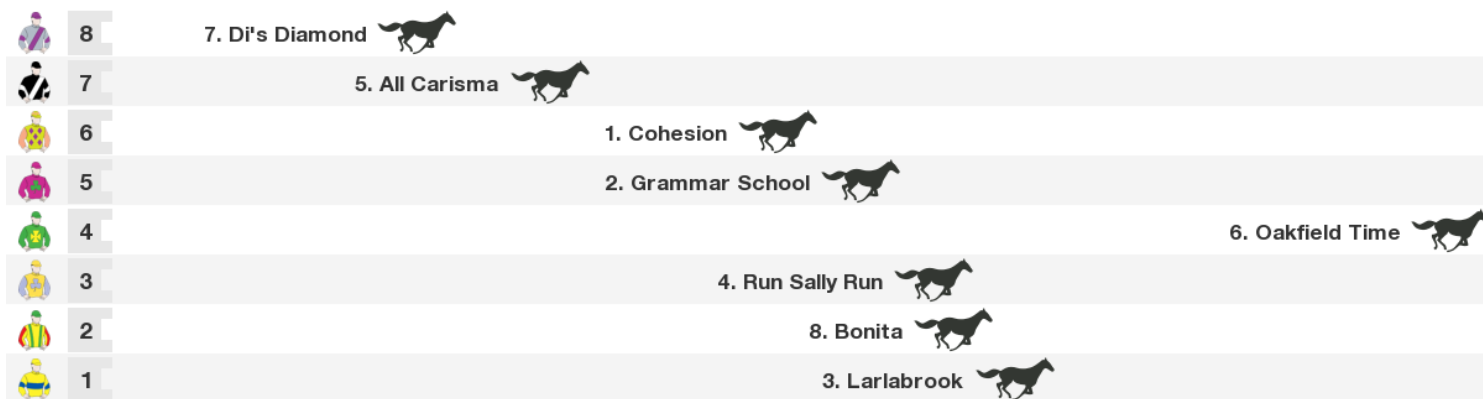 8 7. Di's Diamond
7 5. All Carisma
6 1. Cohesion
5 2. Grammar School
4 6. Oakfield Time
3 4. Run Sally Run
2 8. Bonita
1 3. Larlabrook